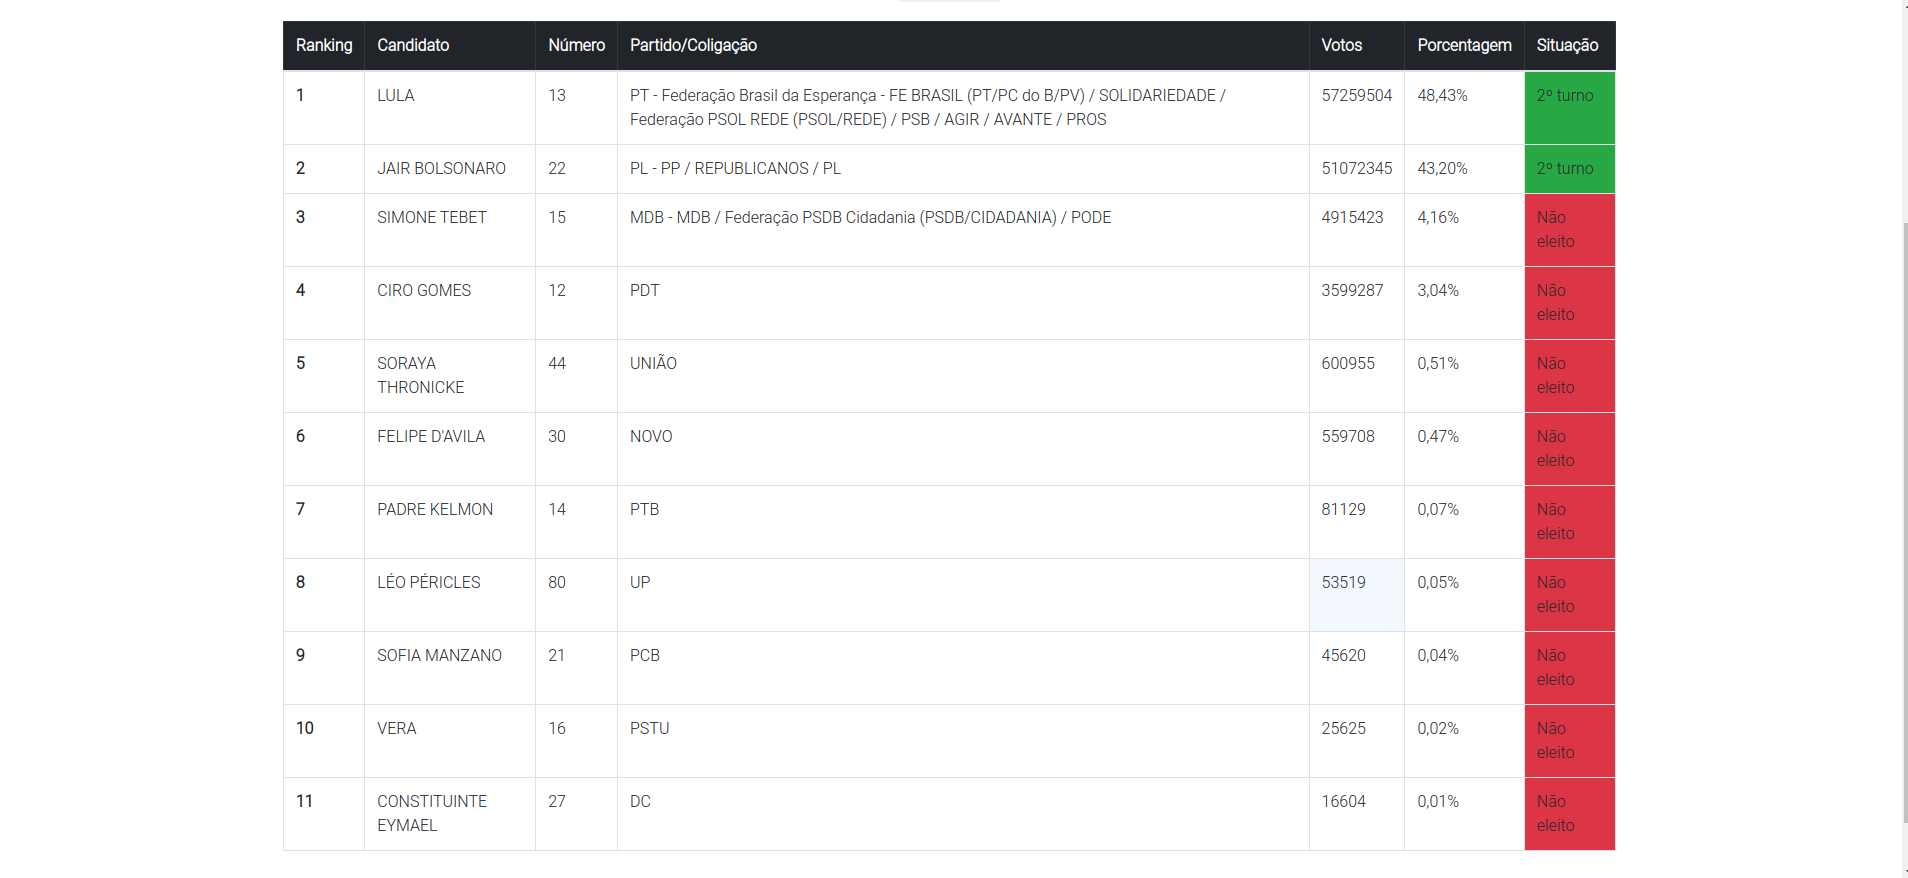 Ranking Candidato Número Partido/Coligação Votos Porcentagem Situação
1 LULA 13 PT - Federação Brasil da Esperança - FE BRASIL (PT/PC do B/PV) / SOLIDARIEDADE / 57259504 48,43% 2º turno
Federação PSOL REDE (PSOL/REDE) / PSB / AGIR / AVANTE / PROS
2 JAIR BOLSONARO 22 PL - PP / REPUBLICANOS / PL 51072345 43,20% 2º turno
3 SIMONE TEBET 15 MDB - MDB / Federação PSDB Cidadania (PSDB/CIDADANIA) / PODE 4915423 4,16% Não
eleito
4 CIRO GOMES 12 PDT 3599287 3,04% Não
eleito
5 SORAYA 44 UNIÃO 600955 0,51% Não
THRONICKE eleito
6 FELIPE D'AVILA 30 NOVO 559708 0,47% Não
eleito
7 PADRE KELMON 14 PTB 81129 0,07% Não
eleito
8 LÉO PÉRICLES 80 UP 53519 0,05% Não
eleito
9 SOFIA MANZANO 21 PCB 45620 0,04% Não
eleito
10 VERA 16 PSTU 25625 0,02% Não
eleito
11 CONSTITUINTE 27 DC 16604 0,01% Não
EYMAEL eleito